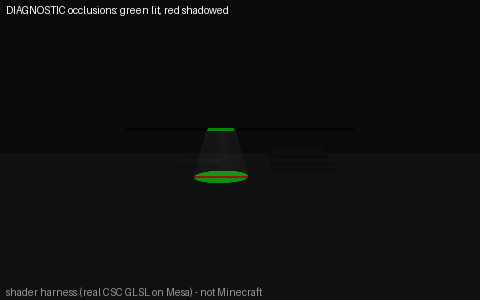 DIAGNOSTIC occlusions: green lit, red shadowed
shader harness (real CSC GLSL on Mesa) - not Minecraft